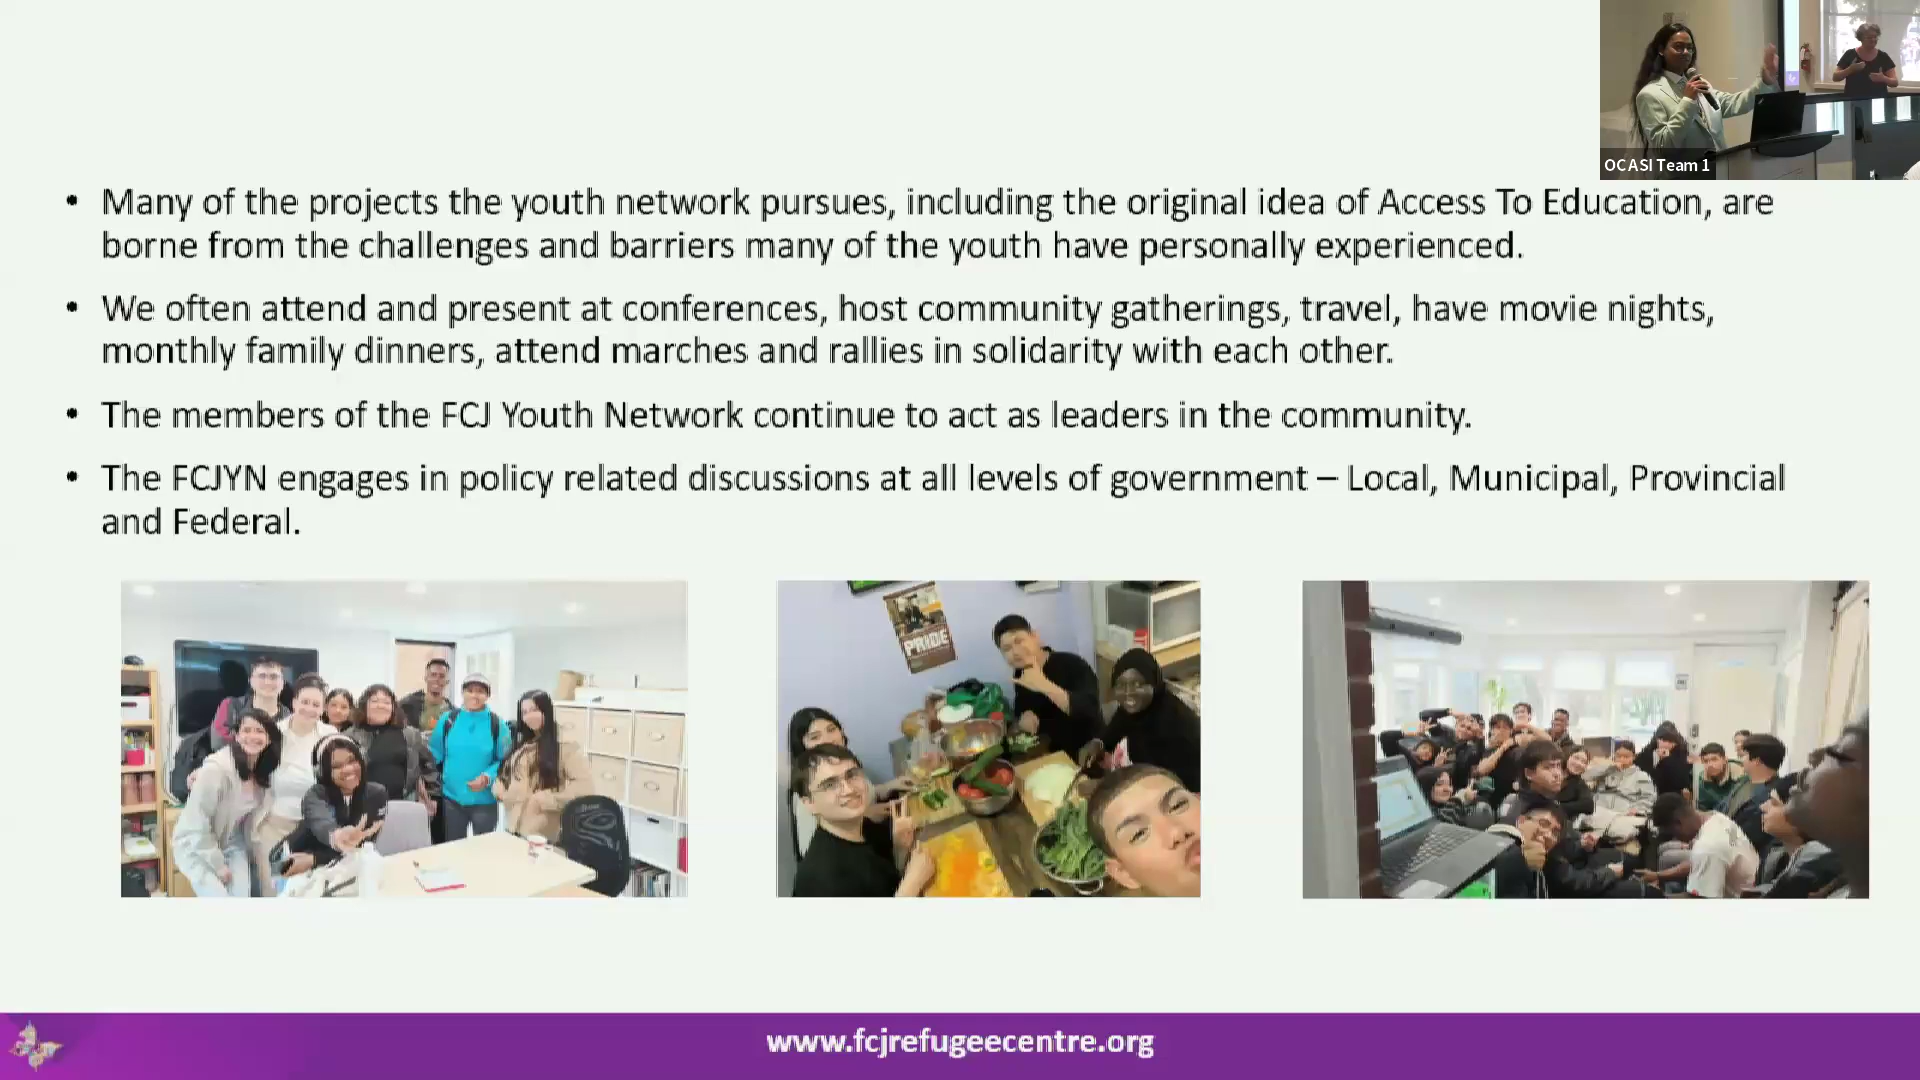 OCASI Team 1
• Many of the projects the youth network pursues, including the original idea of Access To Education, are
borne from the challenges and barriers many of the youth have personally experienced.
• We often attend and present at conferences, host community gatherings, travel, have movie nights,
monthly family dinners, attend marches and rallies in solidarity with each other.
• The members of the FCJ Youth Network continue to act as leaders in the community.
• The FCJYN engages in policy related discussions at all levels of government – Local, Municipal, Provincial
and Federal.
PRIDE
www.fcjrefugeecentre.org